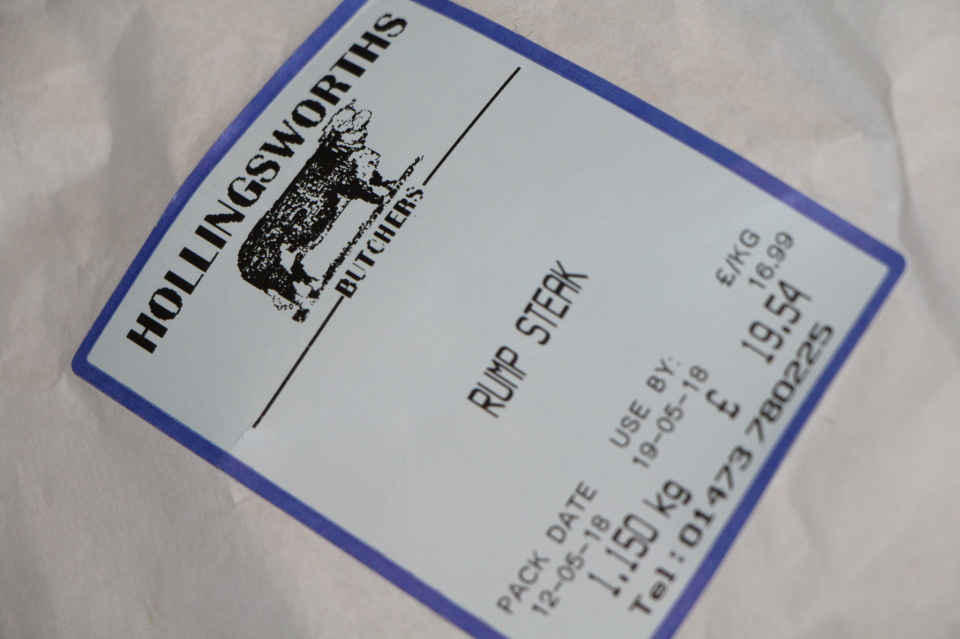 HOLLINGSWORTHS
BUTCHERS
RUMP STEAK
PACK DATE USE BY: £/KG
12-05-18 19-05-18 16.99
1.150 kg £ 19.54
Tel: 01473 780225